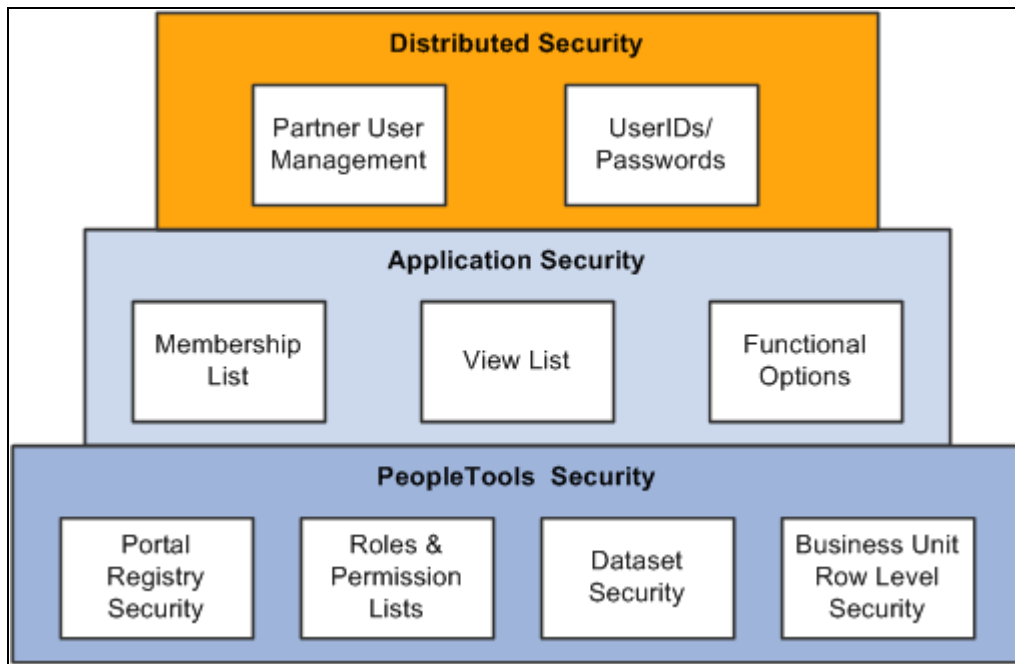 Distributed Security
Partner User
Management
UserIDs/
Passwords
Application Security
Membership
List
View List
Functional
Options
PeopleTools  Security
Portal
Registry
Security
Roles &
Permission
Lists
Dataset
Security
Business Unit
Row Level
Security